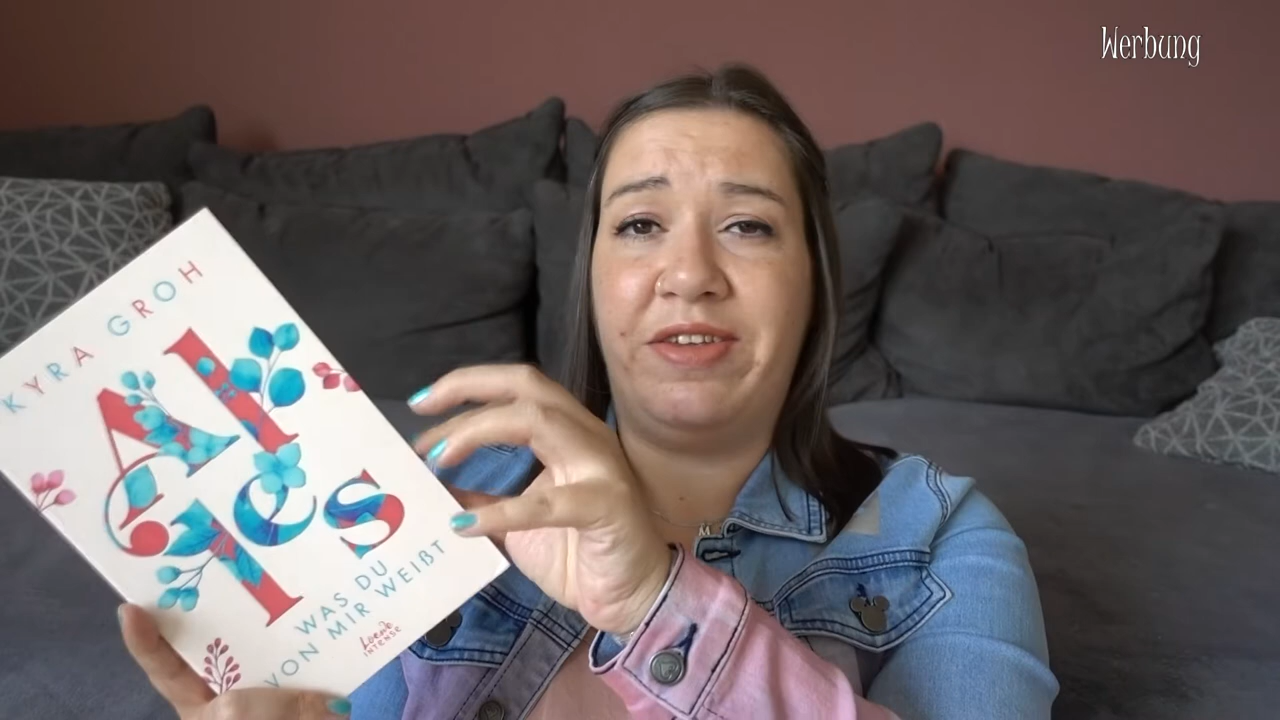 Werbung
KYRA GROH
Alles
WAS DU
VON MIR WEIßT
Loewe
INTENSE
M